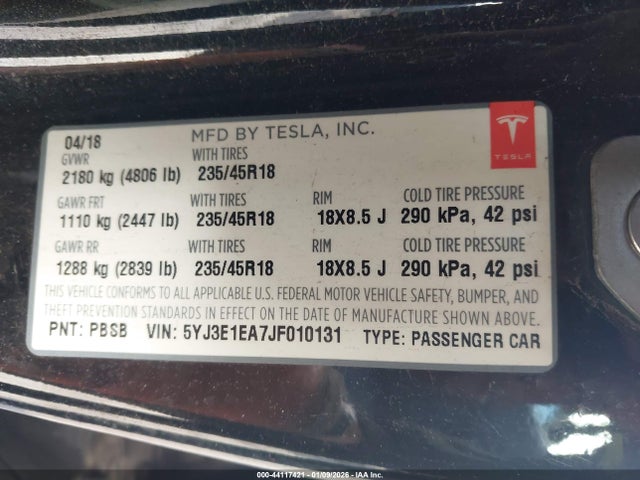 04/18 MFD BY TESLA, INC.
TESLA
GVWR WITH TIRES
2180 kg (4806 lb) 235/45R18
GAWR FRT WITH TIRES RIM COLD TIRE PRESSURE
1110 kg (2447 lb) 235/45R18 18X8.5 J 290 kPa, 42 psi
GAWR RR WITH TIRES RIM COLD TIRE PRESSURE
1288 kg (2839 lb) 235/45R18 18X8.5 J 290 kPa, 42 psi
THIS VEHICLE CONFORMS TO ALL APPLICABLE U.S. FEDERAL MOTOR VEHICLE SAFETY, BUMPER, AND
THEFT PREVENTION STANDARDS IN EFFECT ON THE DATE OF MANUFACTURE SHOWN ABOVE.
PNT: PBSB VIN: 5YJ3E1EA7JF010131 TYPE: PASSENGER CAR
000-44117421 - 01/09/2026 - IAAI, INC.